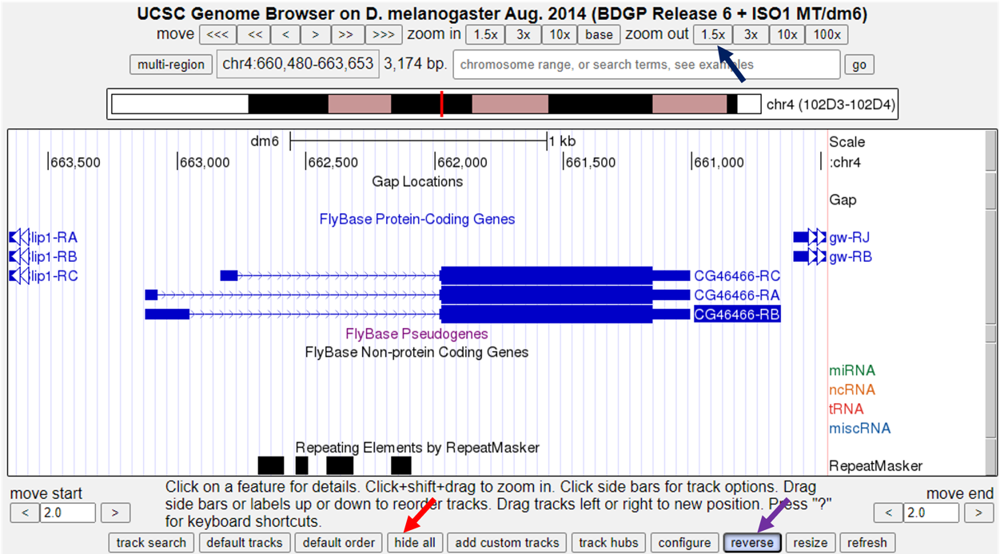 UCSC Genome Browser on D. melanogaster Aug. 2014 (BDGP Release 6 + ISO1 MT/dm6)
move <<< << < > >> >>> zoom in 1.5x 3x 10x base zoom out 1.5x 3x 10x 100x
multi-region chr4:660,480-663,653 3,174 bp. chromosome range, or search terms, see examples go
chr4 (102D3-102D4)
dm6 1 kb Scale
663,500 663,000 662,500 662,000 661,500 661,000 :chr4
Gap Locations
Gap
FlyBase Protein-Coding Genes
lip1-RA gw-RJ
lip1-RB gw-RB
lip1-RC CG46466-RC
CG46466-RA
CG46466-RB
FlyBase Pseudogenes
FlyBase Non-protein Coding Genes
miRNA
ncRNA
tRNA
miscRNA
Repeating Elements by RepeatMasker
RepeatMasker
move start Click on a feature for details. Click+shift+drag to zoom in. Click side bars for track options. Drag move end
< 2.0 > side bars or labels up or down to reorder tracks. Drag tracks left or right to new position. Press "?" < 2.0 >
for keyboard shortcuts.
track search default tracks default order hide all add custom tracks track hubs configure reverse resize refresh